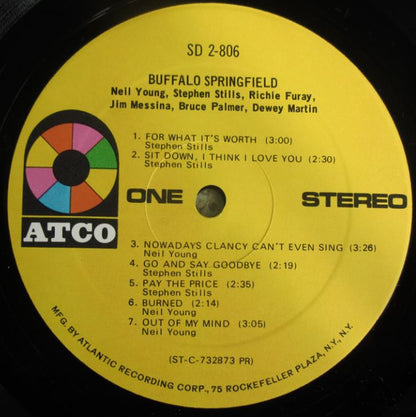 SD 2-806
BUFFALO SPRINGFIELD
Neil Young, Stephen Stills, Richie Furay,
Jim Messina, Bruce Palmer, Dewey Martin
1. FOR WHAT IT'S WORTH (3:00)
Stephen Stills
2. SIT DOWN, I THINK I LOVE YOU (2:30)
Stephen Stills
ONE
STEREO
ATCO
3. NOWADAYS CLANCY CAN'T EVEN SING (3:26)
Neil Young
4. GO AND SAY GOODBYE (2:19)
Stephen Stills
5. PAY THE PRICE (2:35)
Stephen Stills
6. BURNED (2:14)
Neil Young
7. OUT OF MY MIND (3:05)
Neil Young
(ST-C-732873 PR)
MFG. BY ATLANTIC RECORDING CORP., 75 ROCKEFELLER PLAZA, N.Y., N.Y.